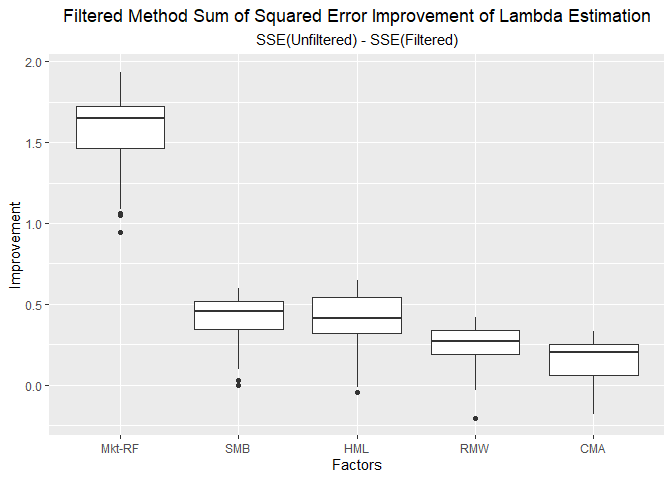 Filtered Method Sum of Squared Error Improvement of Lambda Estimation
SSE(Unfiltered) - SSE(Filtered)
2.0
1.5
1.0
0.5
0.0
Improvement
Mkt-RF SMB HML RMW CMA
Factors